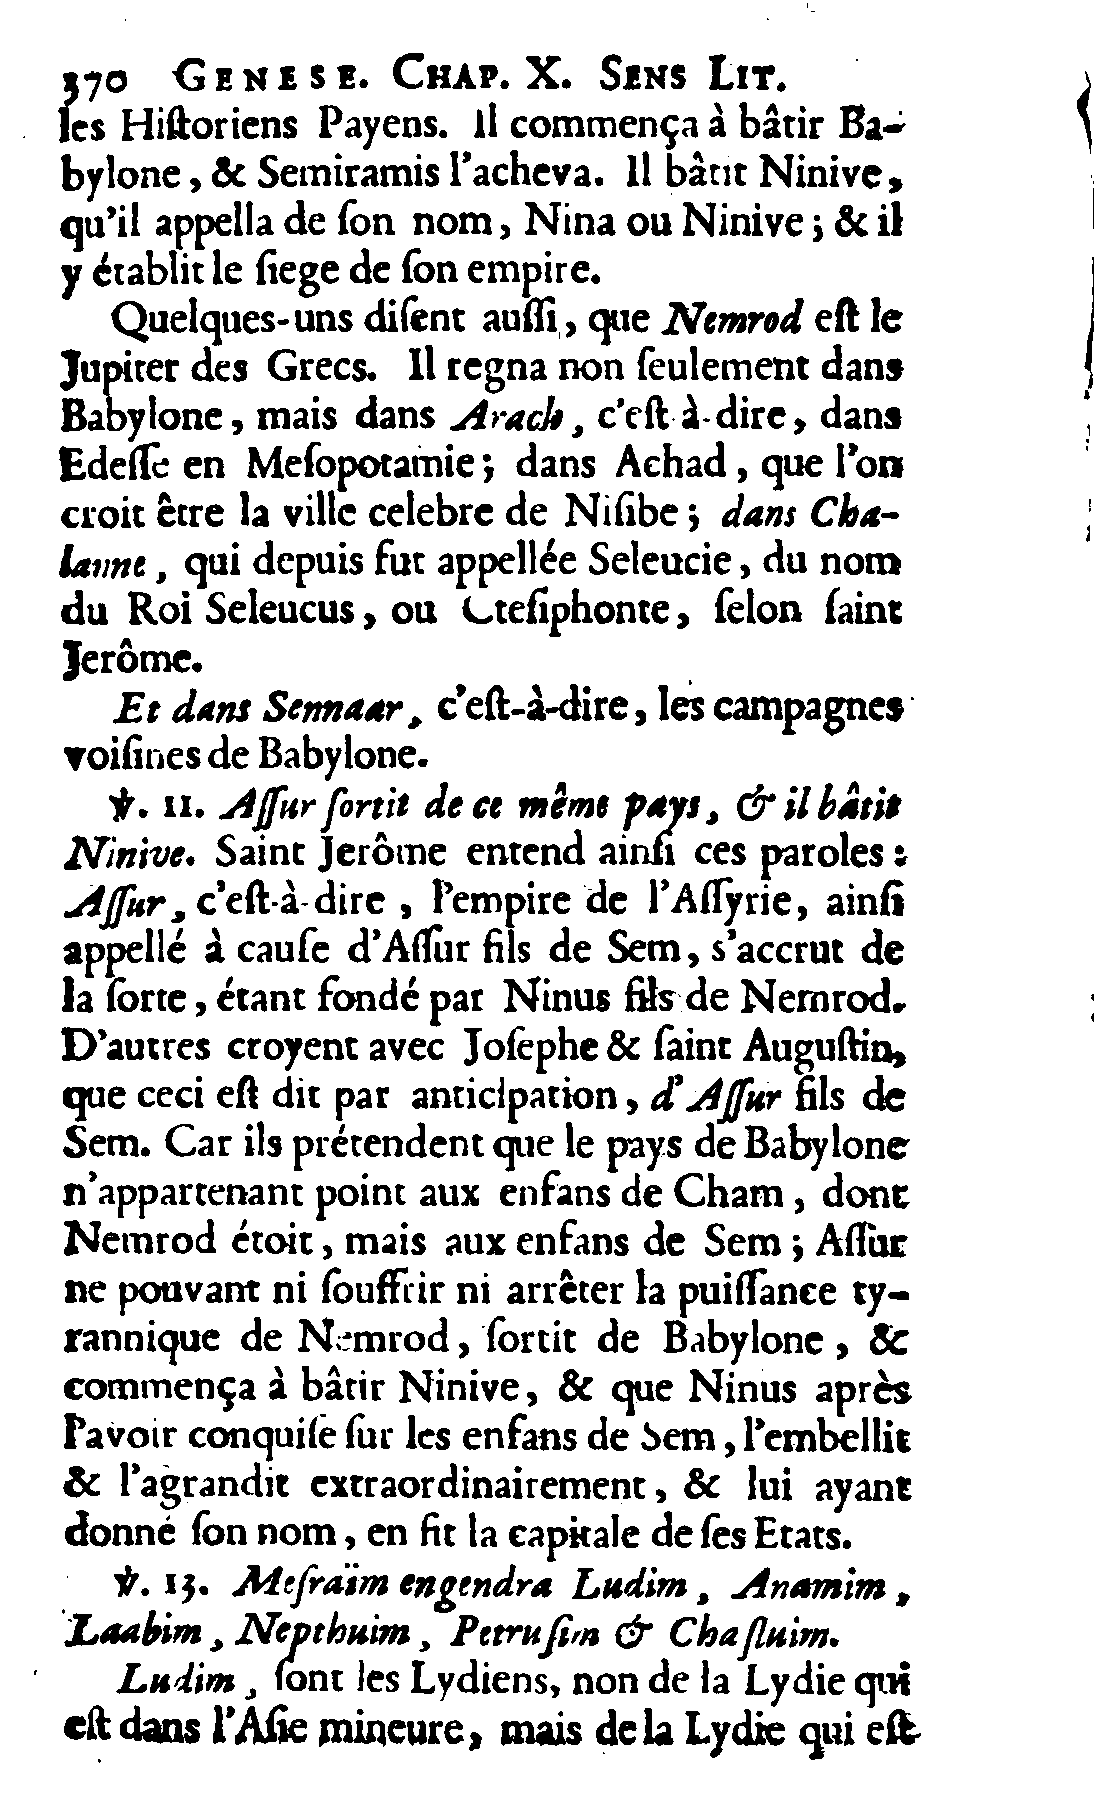 370 GENESE. CHAP. X. SENS LIT.
les Hiſtoriens Payens. Il commença à bâtir Ba-
bylone, & Semiramis l'acheva. Il bâtit Ninive,
qu'il appella de ſon nom, Nina ou Ninive; & il
y établit le ſiege de ſon empire.
Quelques-uns diſent auſſi, que Nemrod eſt le
Jupiter des Grecs. Il regna non ſeulement dans
Babylone, mais dans Arach, c'eſt-à-dire, dans
Edeſſe en Meſopotamie; dans Achad, que l'on
croit être la ville celebre de Niſibe; dans Cha-
lanne, qui depuis fut appellée Seleucie, du nom
du Roi Seleucus, ou Cteſiphonte, ſelon ſaint
Jerôme.
Et dans Sennaar, c'eſt-à-dire, les campagnes
voiſines de Babylone.
℣. 11. Aſſur ſortit de ce même pays, & il bâtit
Ninive. Saint Jerôme entend ainſi ces paroles:
Aſſur, c'eſt-à-dire, l'empire de l'Aſſyrie, ainſi
appellé à cauſe d'Aſſur fils de Sem, s'accrut de
la ſorte, étant fondé par Ninus fils de Nemrod.
D'autres croyent avec Joſephe & ſaint Auguſtin,
que ceci eſt dit par anticipation, d'Aſſur fils de
Sem. Car ils prétendent que le pays de Babylone
n'appartenant point aux enfans de Cham, dont
Nemrod étoit, mais aux enfans de Sem; Aſſur
ne pouvant ni ſouffrir ni arrêter la puiſſance ty-
rannique de Nemrod, ſortit de Babylone, &
commença à bâtir Ninive, & que Ninus après
l'avoir conquiſe ſur les enfans de Sem, l'embellit
& l'agrandit extraordinairement, & lui ayant
donné ſon nom, en fit la capitale de ſes Etats.
℣. 13. Meſraïm engendra Ludim, Anamim,
Laabim, Nepthuim, Petruſim & Chaſluim.
Ludim, ſont les Lydiens, non de la Lydie qui
eſt dans l'Aſie mineure, mais de la Lydie qui eſt